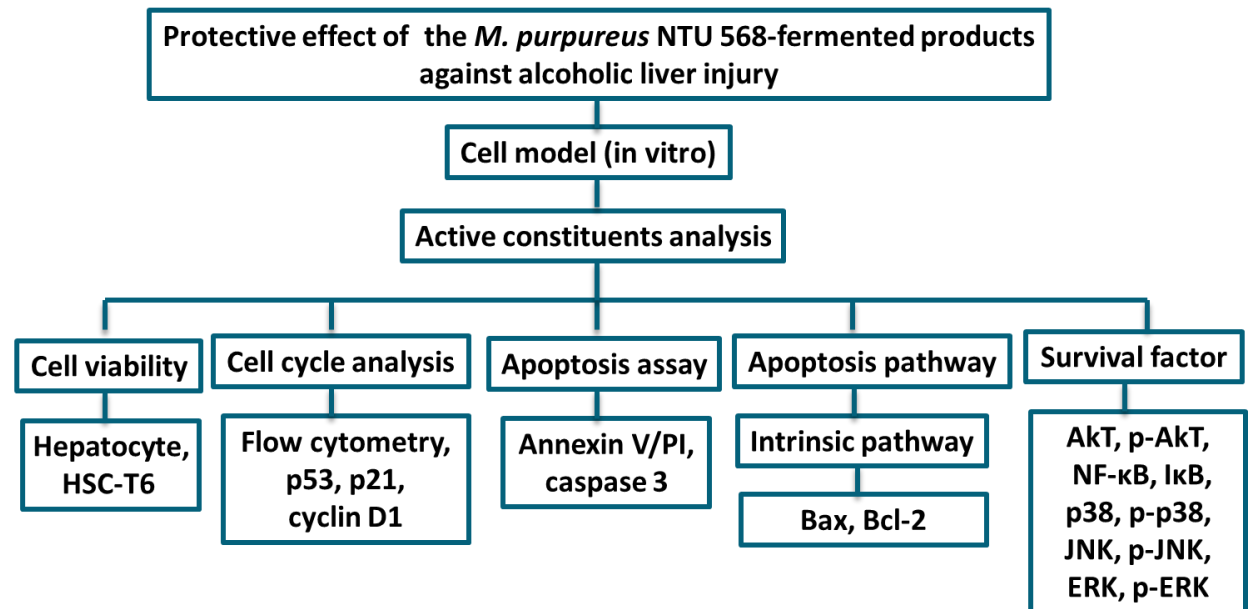 Protective effect of the M. purpureus NTU 568-fermented products
against alcoholic liver injury
Cell model (in vitro)
Active constituents analysis
Cell viability
Hepatocyte,
HSC-T6
Cell cycle analysis
Flow cytometry,
p53, p21,
cyclin D1
Apoptosis assay
Annexin V/PI,
caspase 3
Apoptosis pathway
Intrinsic pathway
Bax, Bcl-2
Survival factor
AkT, p-AkT,
NF-κB, IκB,
p38, p-p38,
JNK, p-JNK,
ERK, p-ERK